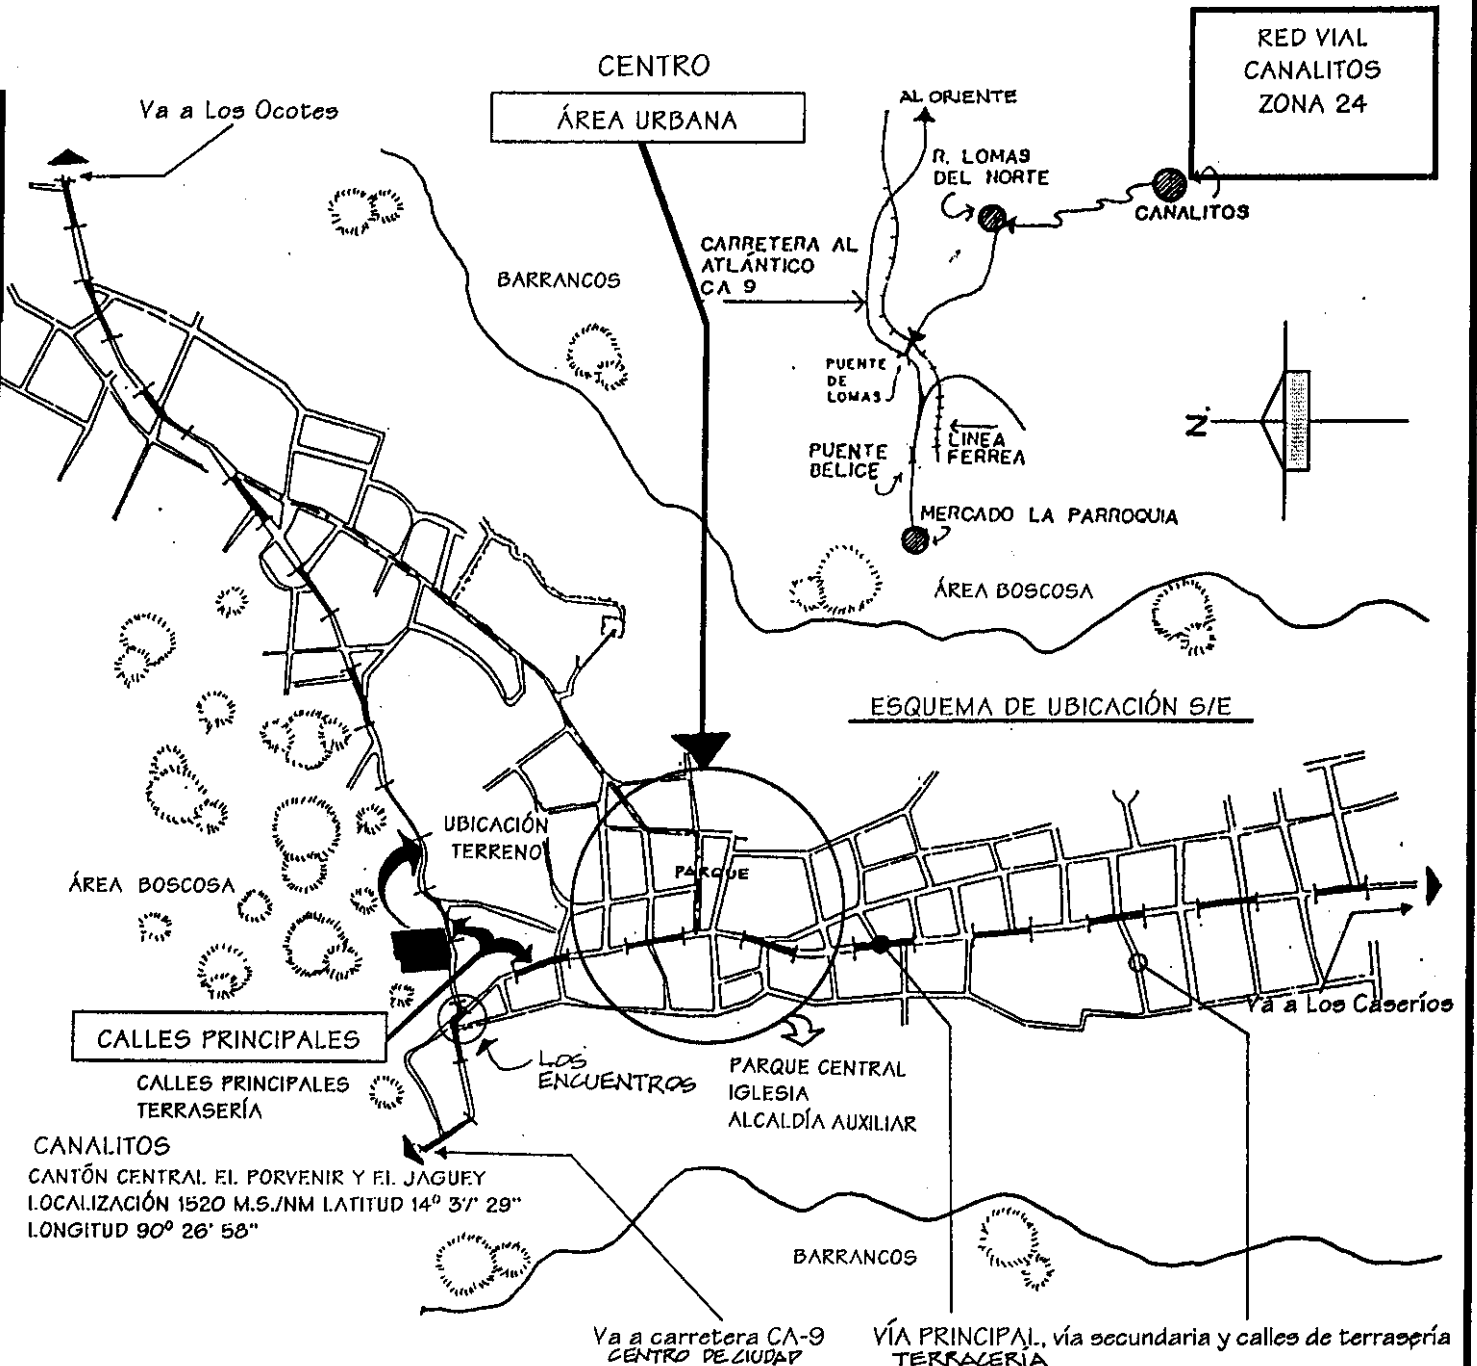 RED VIAL
CANALITOS
ZONA 24
CENTRO
ÁREA URBANA
Va a Los Ocotes
AL ORIENTE
R. LOMAS
DEL NORTE
CANALITOS
CARRETERA AL
ATLÁNTICO
CA 9
BARRANCOS
PUENTE
DE
LOMAS
N.
LINEA
FERREA
PUENTE
BELICE
MERCADO LA PARROQUIA
ÁREA BOSCOSA
ESQUEMA DE UBICACIÓN S/E
UBICACIÓN
TERRENO
PARQUE
ÁREA BOSCOSA
Va a Los Caseríos
CALLES PRINCIPALES
LOS
ENCUENTROS
CALLES PRINCIPALES
TERRASERÍA
PARQUE CENTRAL
IGLESIA
ALCALDÍA AUXILIAR
CANALITOS
CANTÓN CENTRAL. EL PORVENIR Y EL JAGUEY
LOCALIZACIÓN 1520 M.S./NM LATITUD 14º 37' 29"
LONGITUD 90º 26' 58"
BARRANCOS
Va a carretera CA-9
CENTRO DE CIUDAD
VÍA PRINCIPAL, vía secundaria y calles de terrasería
TERRACERÍA